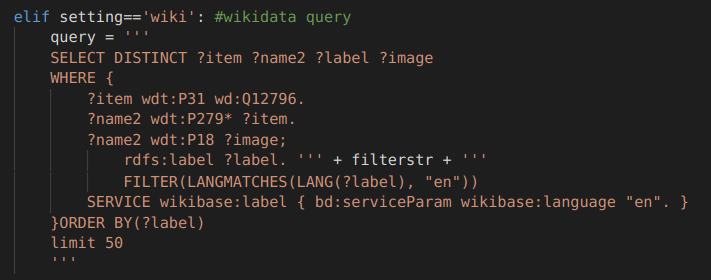 elif setting=='wiki': #wikidata query
query = '''
SELECT DISTINCT ?item ?name2 ?label ?image
WHERE {
?item wdt:P31 wd:Q12796.
?name2 wdt:P279* ?item.
?name2 wdt:P18 ?image;
rdfs:label ?label. ''' + filterstr + '''
FILTER(LANGMATCHES(LANG(?label), "en"))
SERVICE wikibase:label { bd:serviceParam wikibase:language "en". }
}ORDER BY(?label)
limit 50
'''